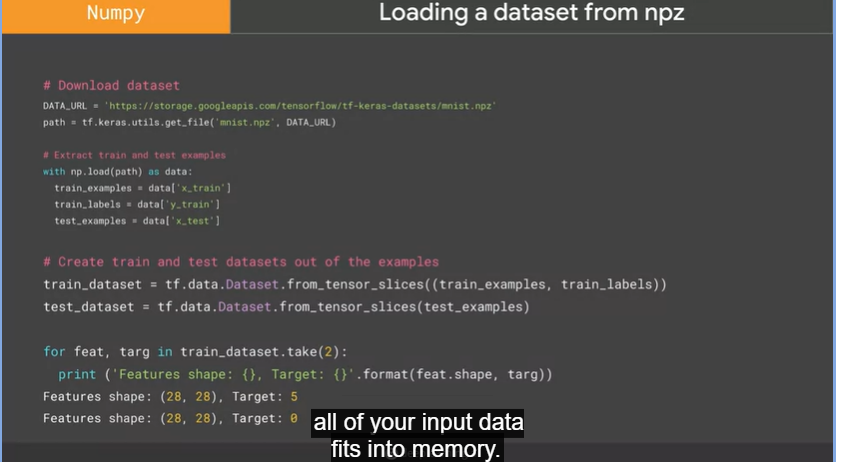 Numpy
Loading a dataset from npz
# Download dataset
DATA_URL = 'https://storage.googleapis.com/tensorflow/tf-keras-datasets/mnist.npz'
path = tf.keras.utils.get_file('mnist.npz', DATA_URL)
# Extract train and test examples
with np.load(path) as data:
train_examples = data['x_train']
train_labels = data['y_train']
test_examples = data['x_test']
# Create train and test datasets out of the examples
train_dataset = tf.data.Dataset.from_tensor_slices((train_examples, train_labels))
test_dataset = tf.data.Dataset.from_tensor_slices(test_examples)
for feat, targ in train_dataset.take(2):
print ('Features shape: {}, Target: {}'.format(feat.shape, targ))
Features shape: (28, 28), Target: 5
Features shape: (28, 28), Target: 0
all of your input data
fits into memory.